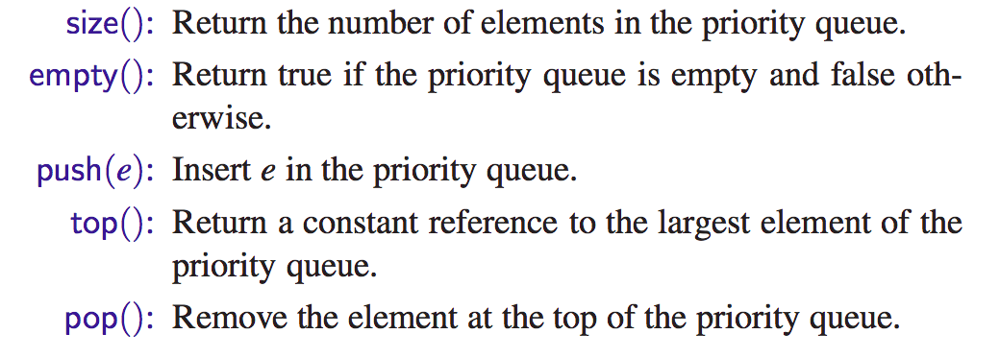 size(): Return the number of elements in the priority queue.
empty(): Return true if the priority queue is empty and false oth-
erwise.
push(e): Insert e in the priority queue.
top(): Return a constant reference to the largest element of the
priority queue.
pop(): Remove the element at the top of the priority queue.